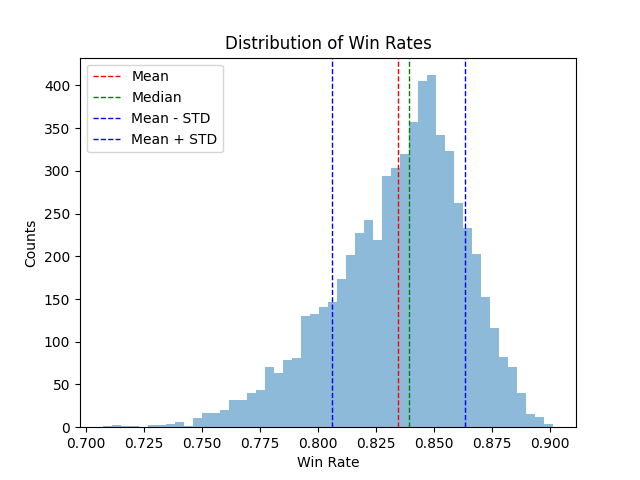 Distribution of Win Rates
Mean
Median
Mean - STD
Mean + STD
400
350
300
250
200
150
100
50
0
Counts
0.700 0.725 0.750 0.775 0.800 0.825 0.850 0.875 0.900
Win Rate